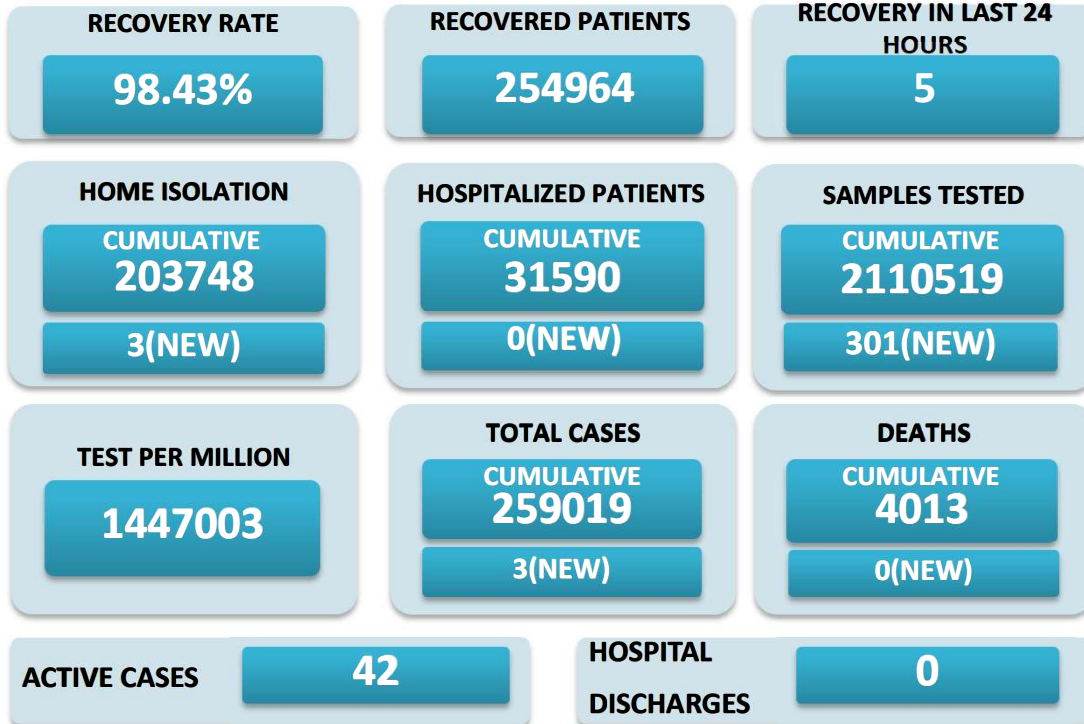 RECOVERY RATE
98.43%
RECOVERED PATIENTS
254964
RECOVERY IN LAST 24
HOURS
5
HOME ISOLATION
CUMULATIVE
203748
3(NEW)
HOSPITALIZED PATIENTS
CUMULATIVE
31590
0(NEW)
SAMPLES TESTED
CUMULATIVE
2110519
301(NEW)
TEST PER MILLION
1447003
TOTAL CASES
CUMULATIVE
259019
3(NEW)
DEATHS
CUMULATIVE
4013
0(NEW)
ACTIVE CASES
42
HOSPITAL
DISCHARGES
0